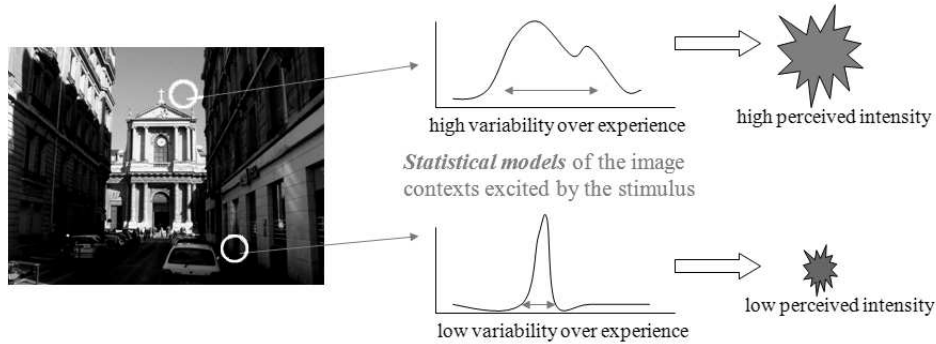 high variability over experience
high perceived intensity
Statistical models of the image
contexts excited by the stimulus
low variability over experience
low perceived intensity